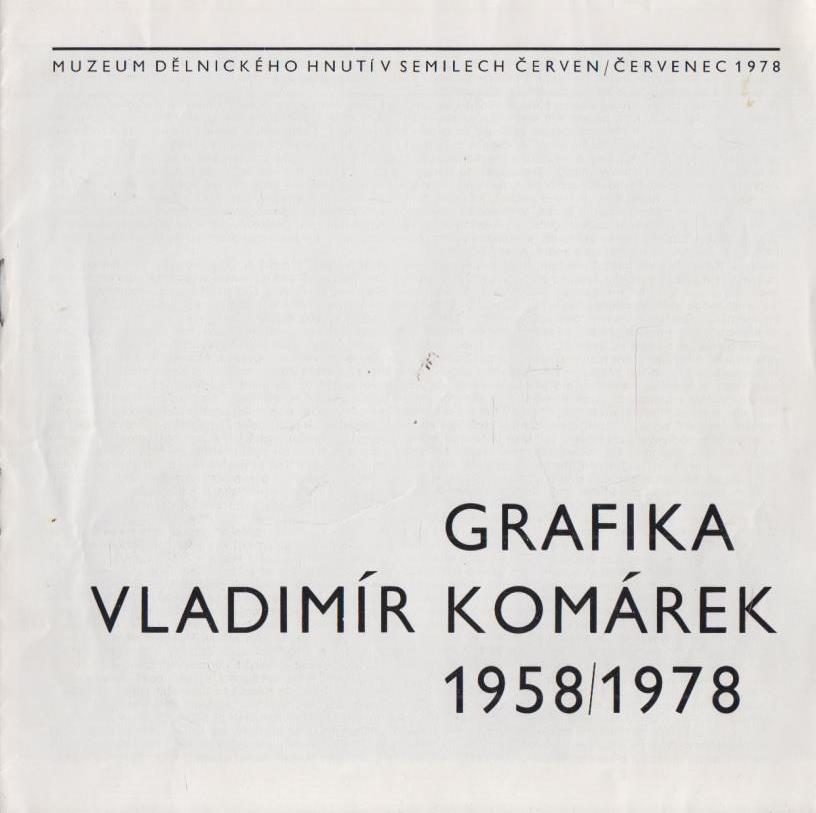 MUZEUM DĚLNICKÉHO HNUTÍ V SEMILECH ČERVEN/ČERVENEC 1978
GRAFIKA
VLADIMÍR KOMÁREK
1958/1978